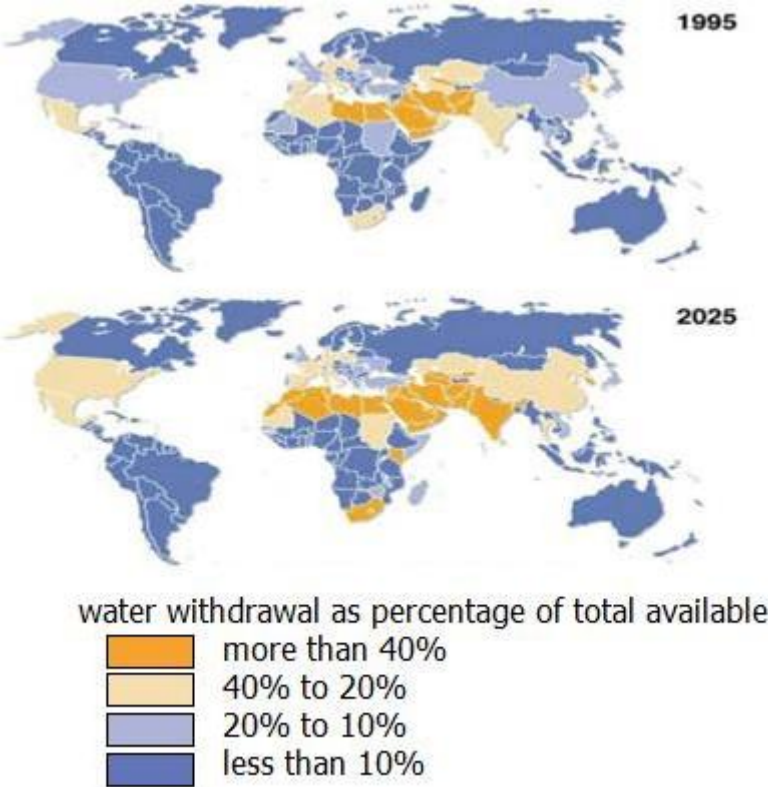 1995
2025
water withdrawal as percentage of total available
more than 40%
40% to 20%
20% to 10%
less than 10%